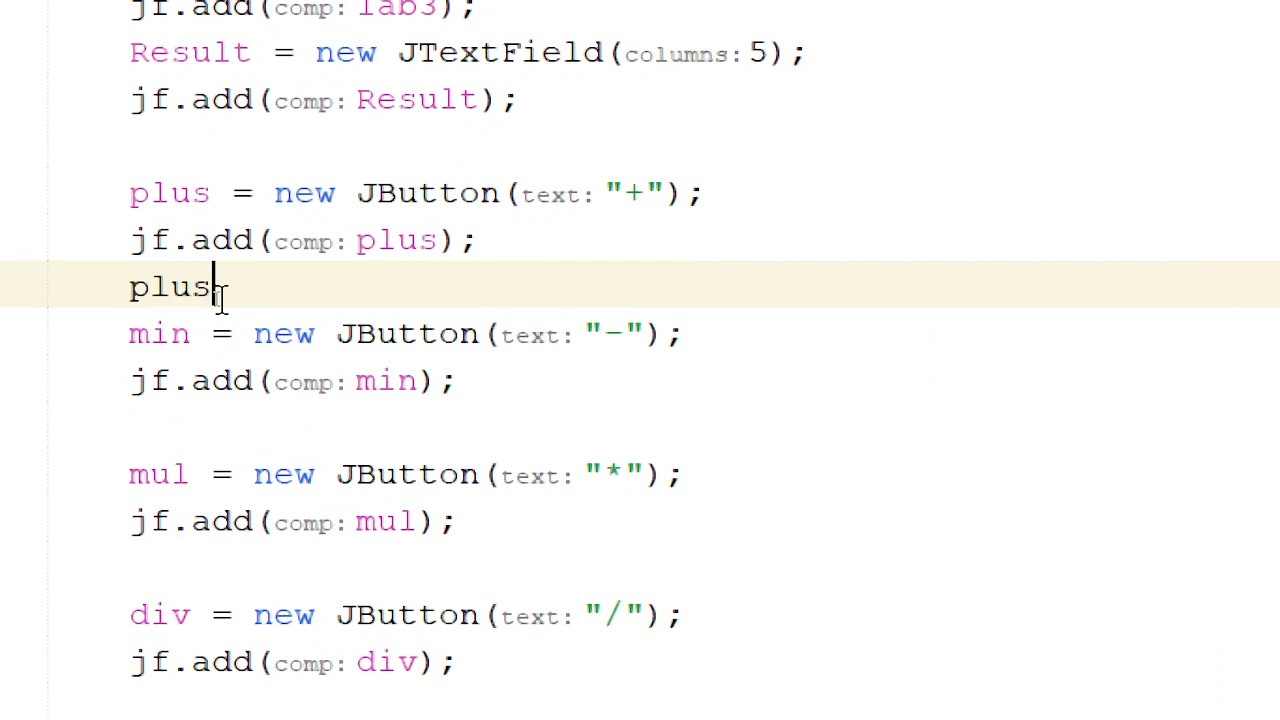 jf.add(comp: lab3);
Result = new JTextField(columns: 5);
jf.add(comp: Result);
plus = new JButton(text: "+");
jf.add(comp: plus);
plus
min = new JButton(text: "-");
jf.add(comp: min);
mul = new JButton(text: "*");
jf.add(comp: mul);
div = new JButton(text: "/");
jf.add(comp: div);